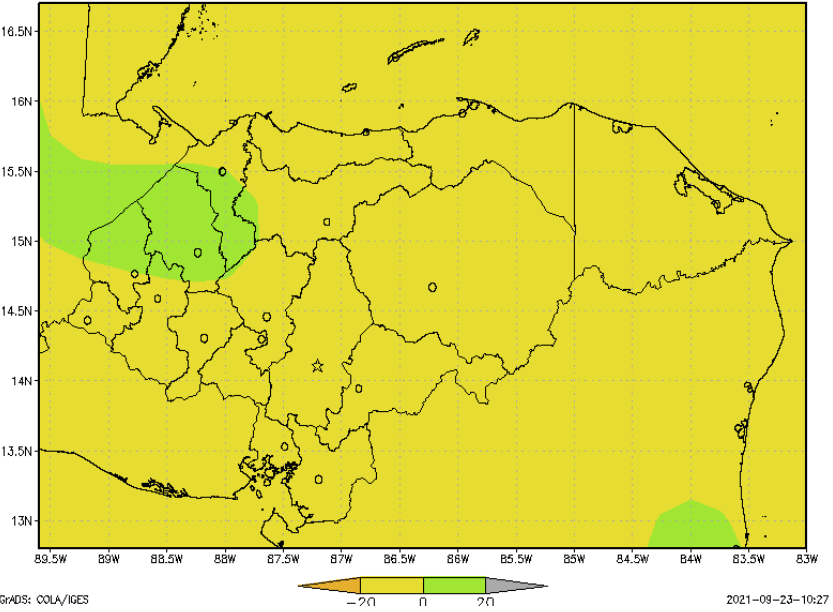 16.5N
16N
15.5N
15N
14.5N
14N
13.5N
13N
89.5W 89W 88.5W 88W 87.5W 87W 86.5W 86W 85.5W 85W 84.5W 84W 83.5W 83W
-20 0 20
GrADS: COLA/IGES 2021-09-23-10:27